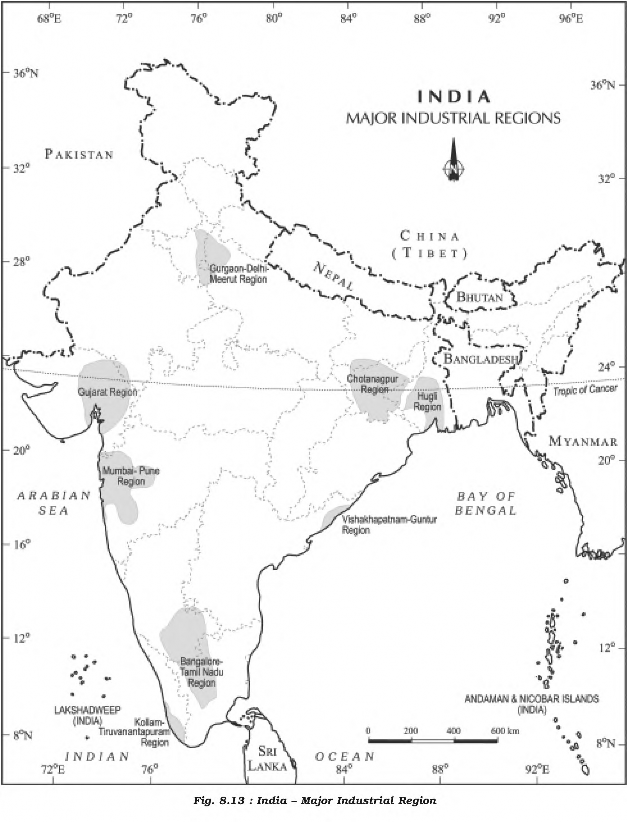 68°E 72° 76° 80° 84° 88° 92° 96°
36°N
36°N
INDIA
MAJOR INDUSTRIAL REGIONS
PAKISTAN
32°
32°
CHINA
(TIBET)
28°
Gurgaon-Delhi-
Meerut Region
NEPAL
BHUTAN
BANGLADESH
24°
Chotanagpur
Region
Gujarat Region
Hugli
Region
Tropic of Cancer
MYANMAR
20°
20°
Mumbai- Pune
Region
ARABIAN
SEA
BAY OF
BENGAL
Vishakhapatnam-Guntur
Region
16°
12°
12°
Bangalore-
Tamil Nadu
Region
LAKSHADWEEP
(INDIA)
ANDAMAN & NICOBAR ISLANDS
(INDIA)
Kollam-
Tiruvanantapuram
Region
8°N
8°N
0 200 400 600 km
INDIAN
OCEAN
SRI
LANKA
72°E 76° 84° 88° 92°E
Fig. 8.13 : India – Major Industrial Region